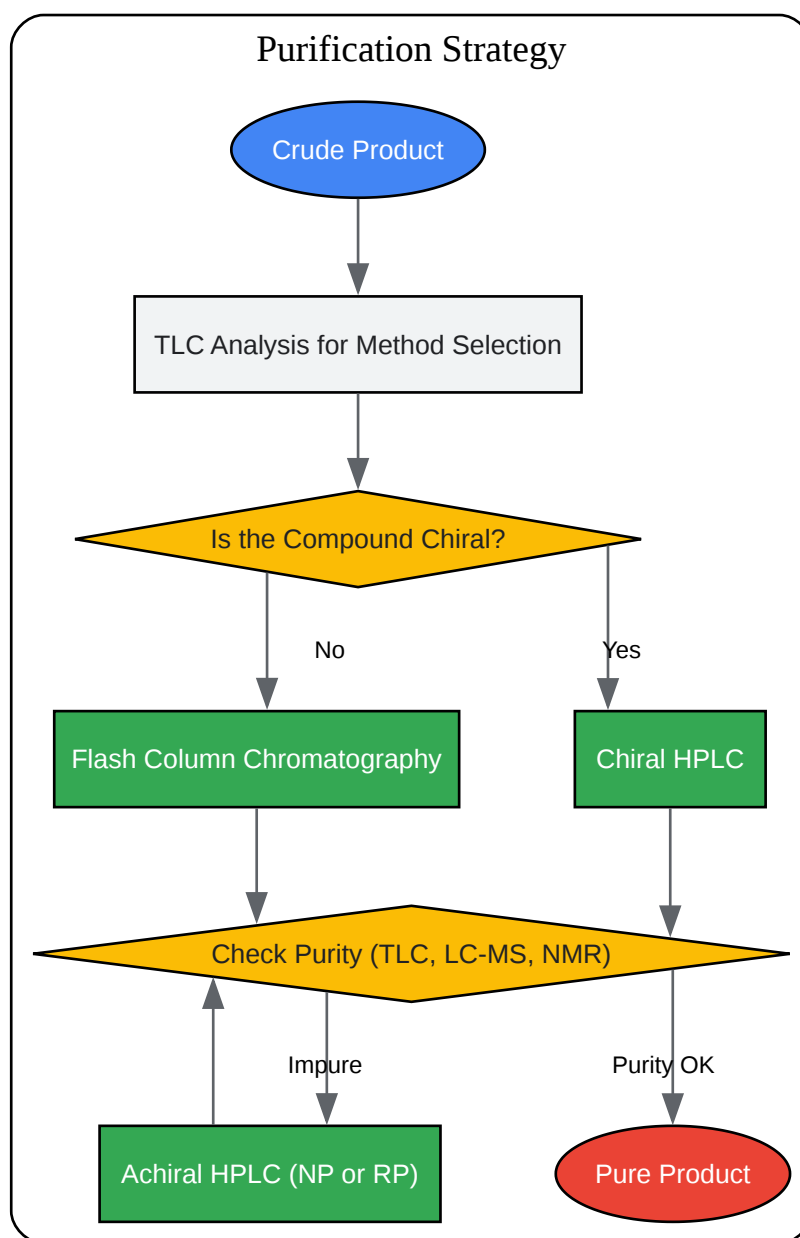 Purification Strategy
Crude Product
TLC Analysis for Method Selection
Is the Compound Chiral?
No
Yes
Flash Column Chromatography
Chiral HPLC
Check Purity (TLC, LC-MS, NMR)
Impure
Purity OK
Achiral HPLC (NP or RP)
Pure Product